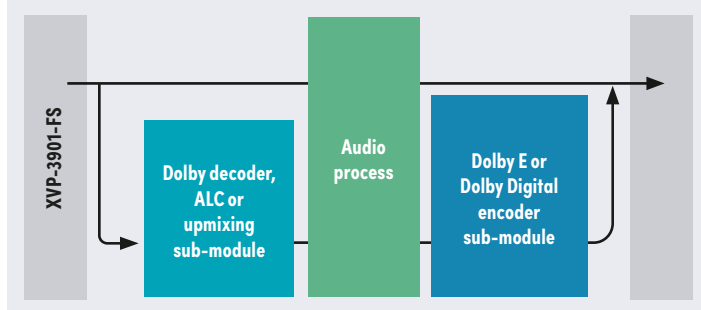 XVP-3901-FS
Dolby decoder,
ALC or
upmixing
sub-module
Audio
process
Dolby E or
Dolby Digital
encoder
sub-module